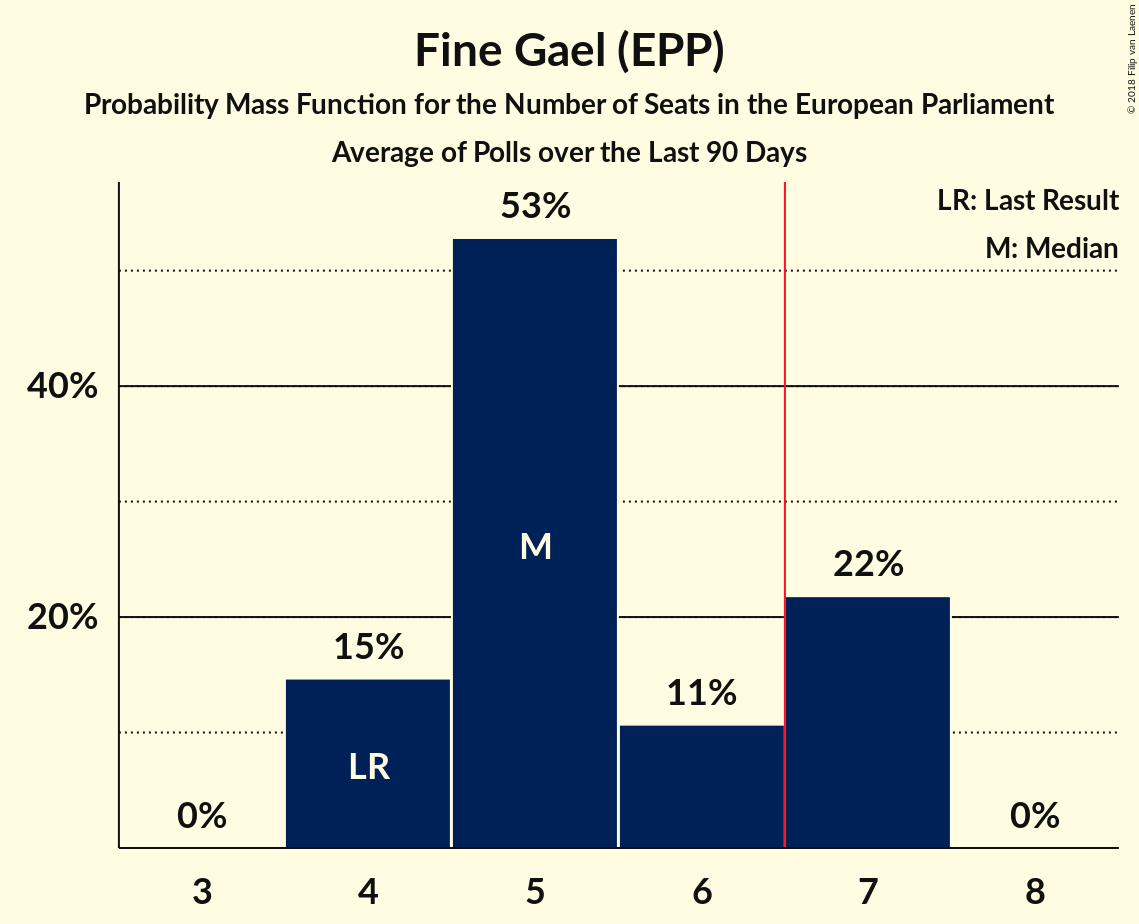 Fine Gael (EPP)
Probability Mass Function for the Number of Seats in the European Parliament
Average of Polls over the Last 90 Days
© 2018 Filip van Laenen
LR: Last Result
M: Median
53%
40%
M
22%
20%
15%
11%
LR
0%
0%
3 4 5 6 7 8